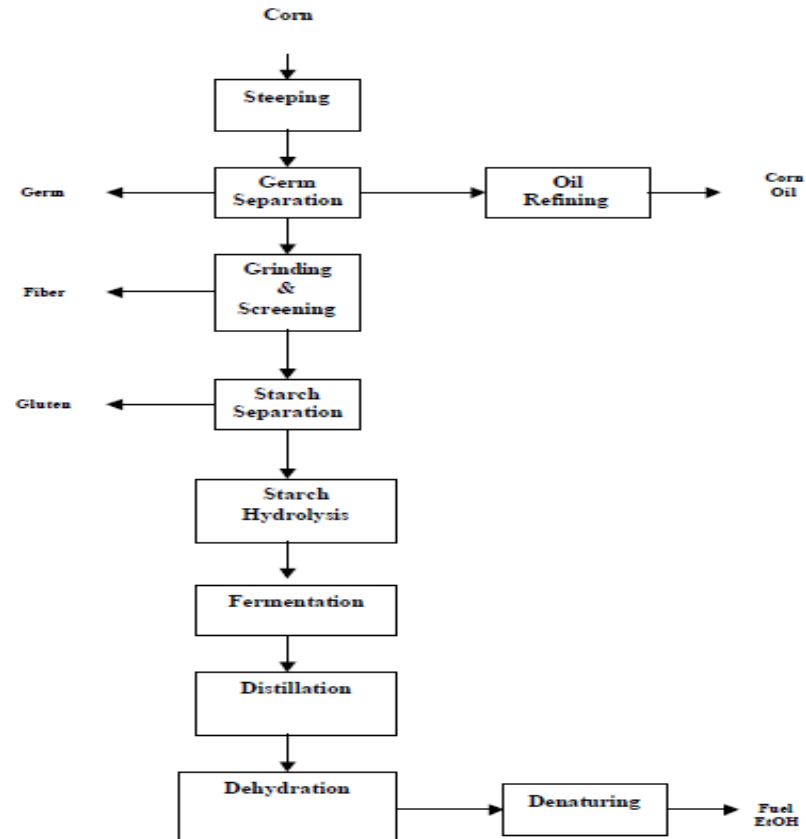 Corn
Steeping
Germ
Germ
Separation
Oil
Refining
Corn
Oil
Fiber
Grinding
&
Screening
Gluten
Starch
Separation
Starch
Hydrolysis
Fermentation
Distillation
Dehydration
Denaturing
Fuel
EtOH